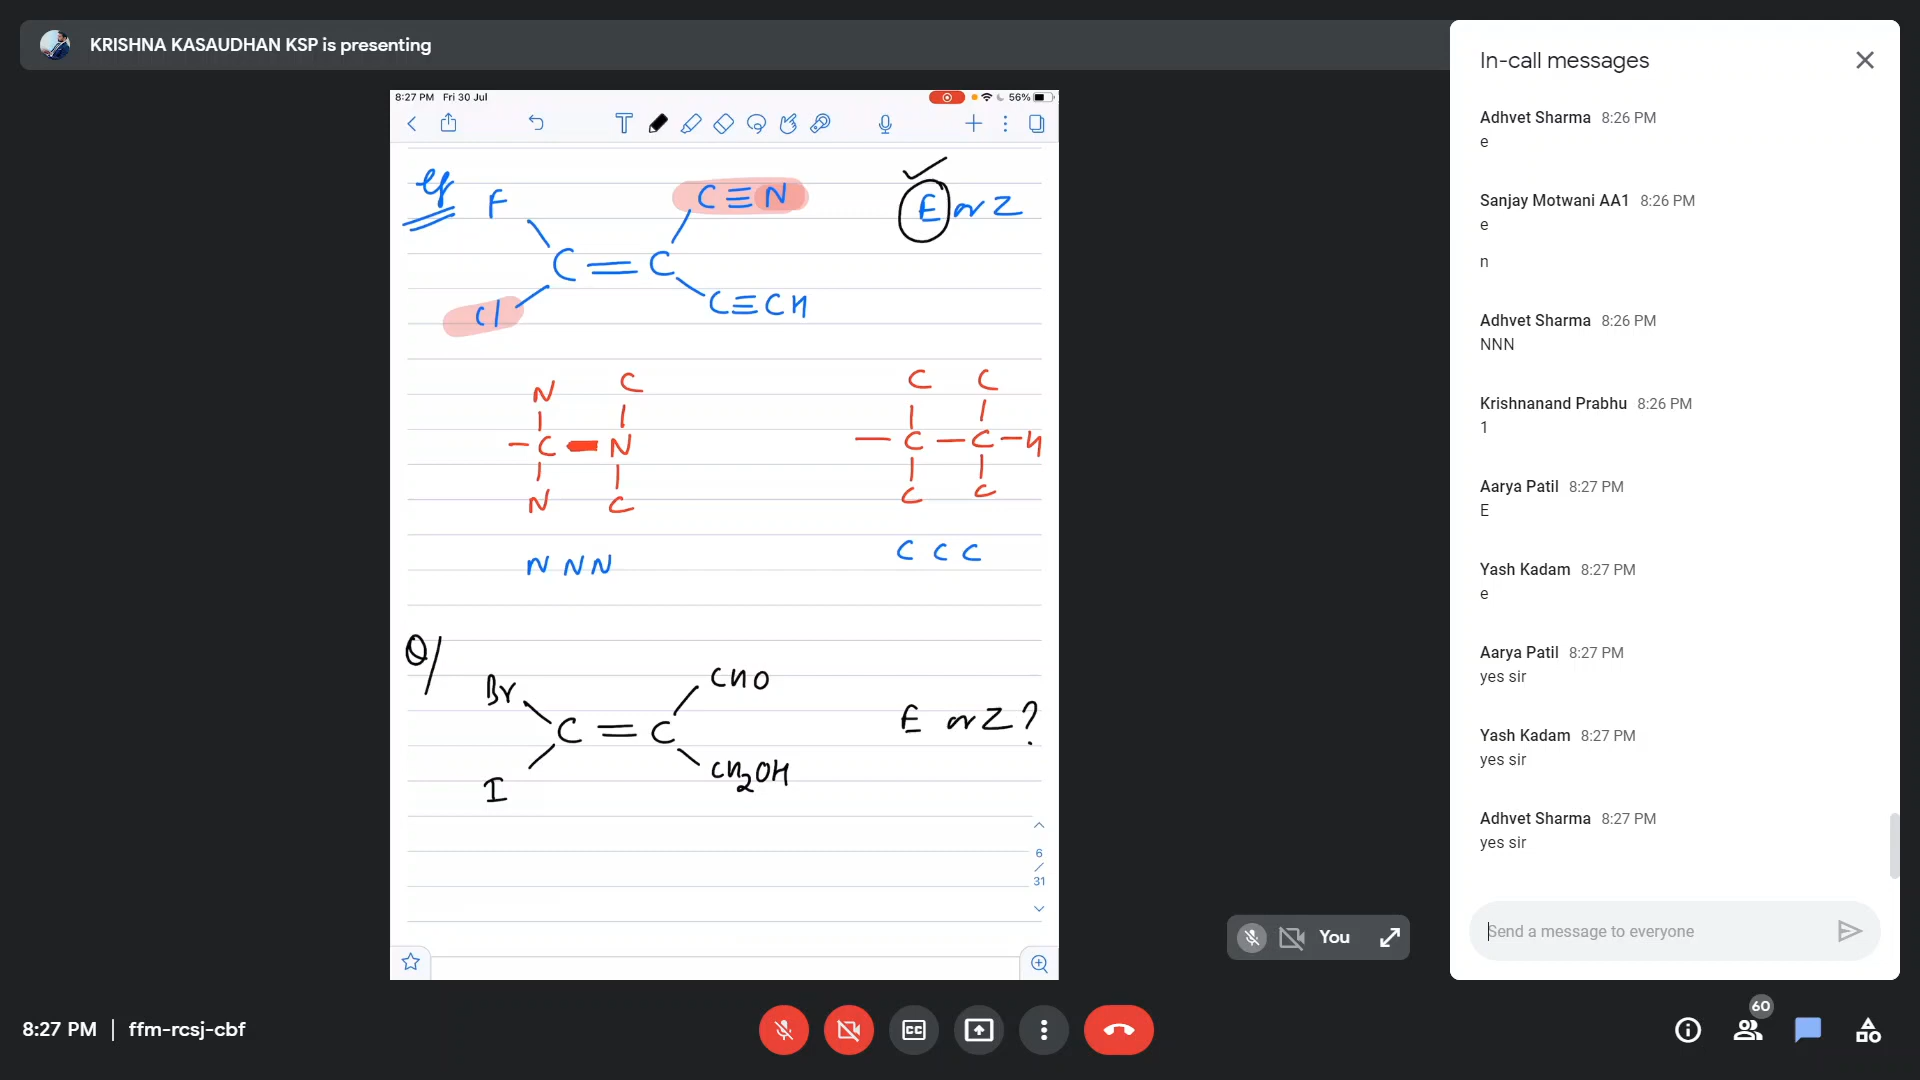 KRISHNA KASAUDHAN KSP is presenting
8:27 PM Fri 30 Jul
56%
eg
F
C≡N
E or Z
C = C
Cl
C≡CH
N C
- C - N
N C
C C
- C - C - H
C C
N N N
C C C
Q/
Br
CHO
C = C
E or Z?
I
CH2OH
6
/
31
You
In-call messages
Adhvet Sharma 8:26 PM
e
Sanjay Motwani AA1 8:26 PM
e
n
Adhvet Sharma 8:26 PM
NNN
Krishnanand Prabhu 8:26 PM
1
Aarya Patil 8:27 PM
E
Yash Kadam 8:27 PM
e
Aarya Patil 8:27 PM
yes sir
Yash Kadam 8:27 PM
yes sir
Adhvet Sharma 8:27 PM
yes sir
Send a message to everyone
8:27 PM | ffm-rcsj-cbf
CC
60